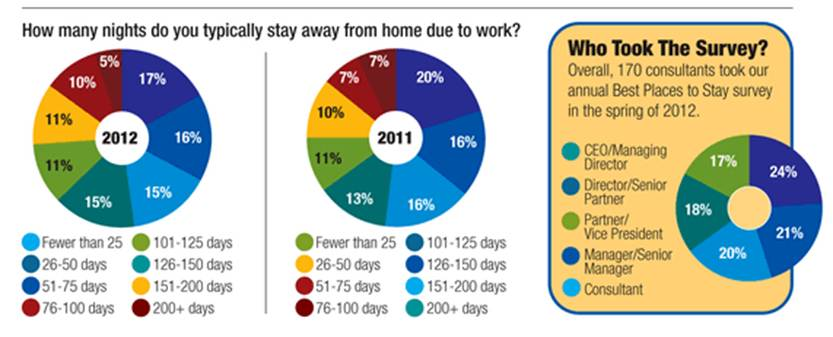 How many nights do you typically stay away from home due to work?
5%
17%
10%
11%
2012
16%
11%
15%
15%
Fewer than 25
101-125 days
26-50 days
126-150 days
51-75 days
151-200 days
76-100 days
200+ days
7%
20%
7%
10%
2011
16%
11%
13%
16%
Fewer than 25
101-125 days
26-50 days
126-150 days
51-75 days
151-200 days
76-100 days
200+ days
Who Took The Survey?
Overall, 170 consultants took our
annual Best Places to Stay survey
in the spring of 2012.
CEO/Managing
Director
Director/Senior
Partner
Partner/
Vice President
Manager/Senior
Manager
Consultant
17%
24%
18%
21%
20%